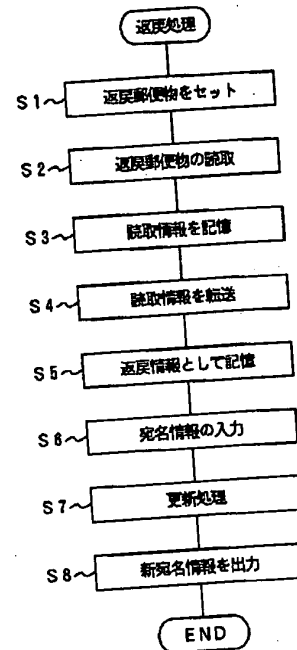 返戻処理
S1 返戻郵便物をセット
S2 返戻郵便物の読取
S3 読取情報を記憶
S4 読取情報を転送
S5 返戻情報として記憶
S6 宛名情報の入力
S7 更新処理
S8 新宛名情報を出力
END